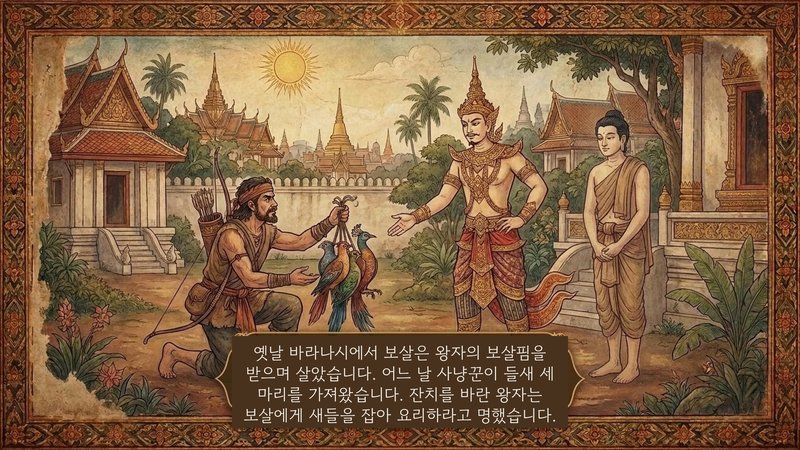 옛날 바라나시에서 보살은 왕자의 보살핌을
받으며 살았습니다. 어느 날 사냥꾼이 들새 세
마리를 가져왔습니다. 잔치를 바란 왕자는
보살에게 새들을 잡아 요리하라고 명했습니다.